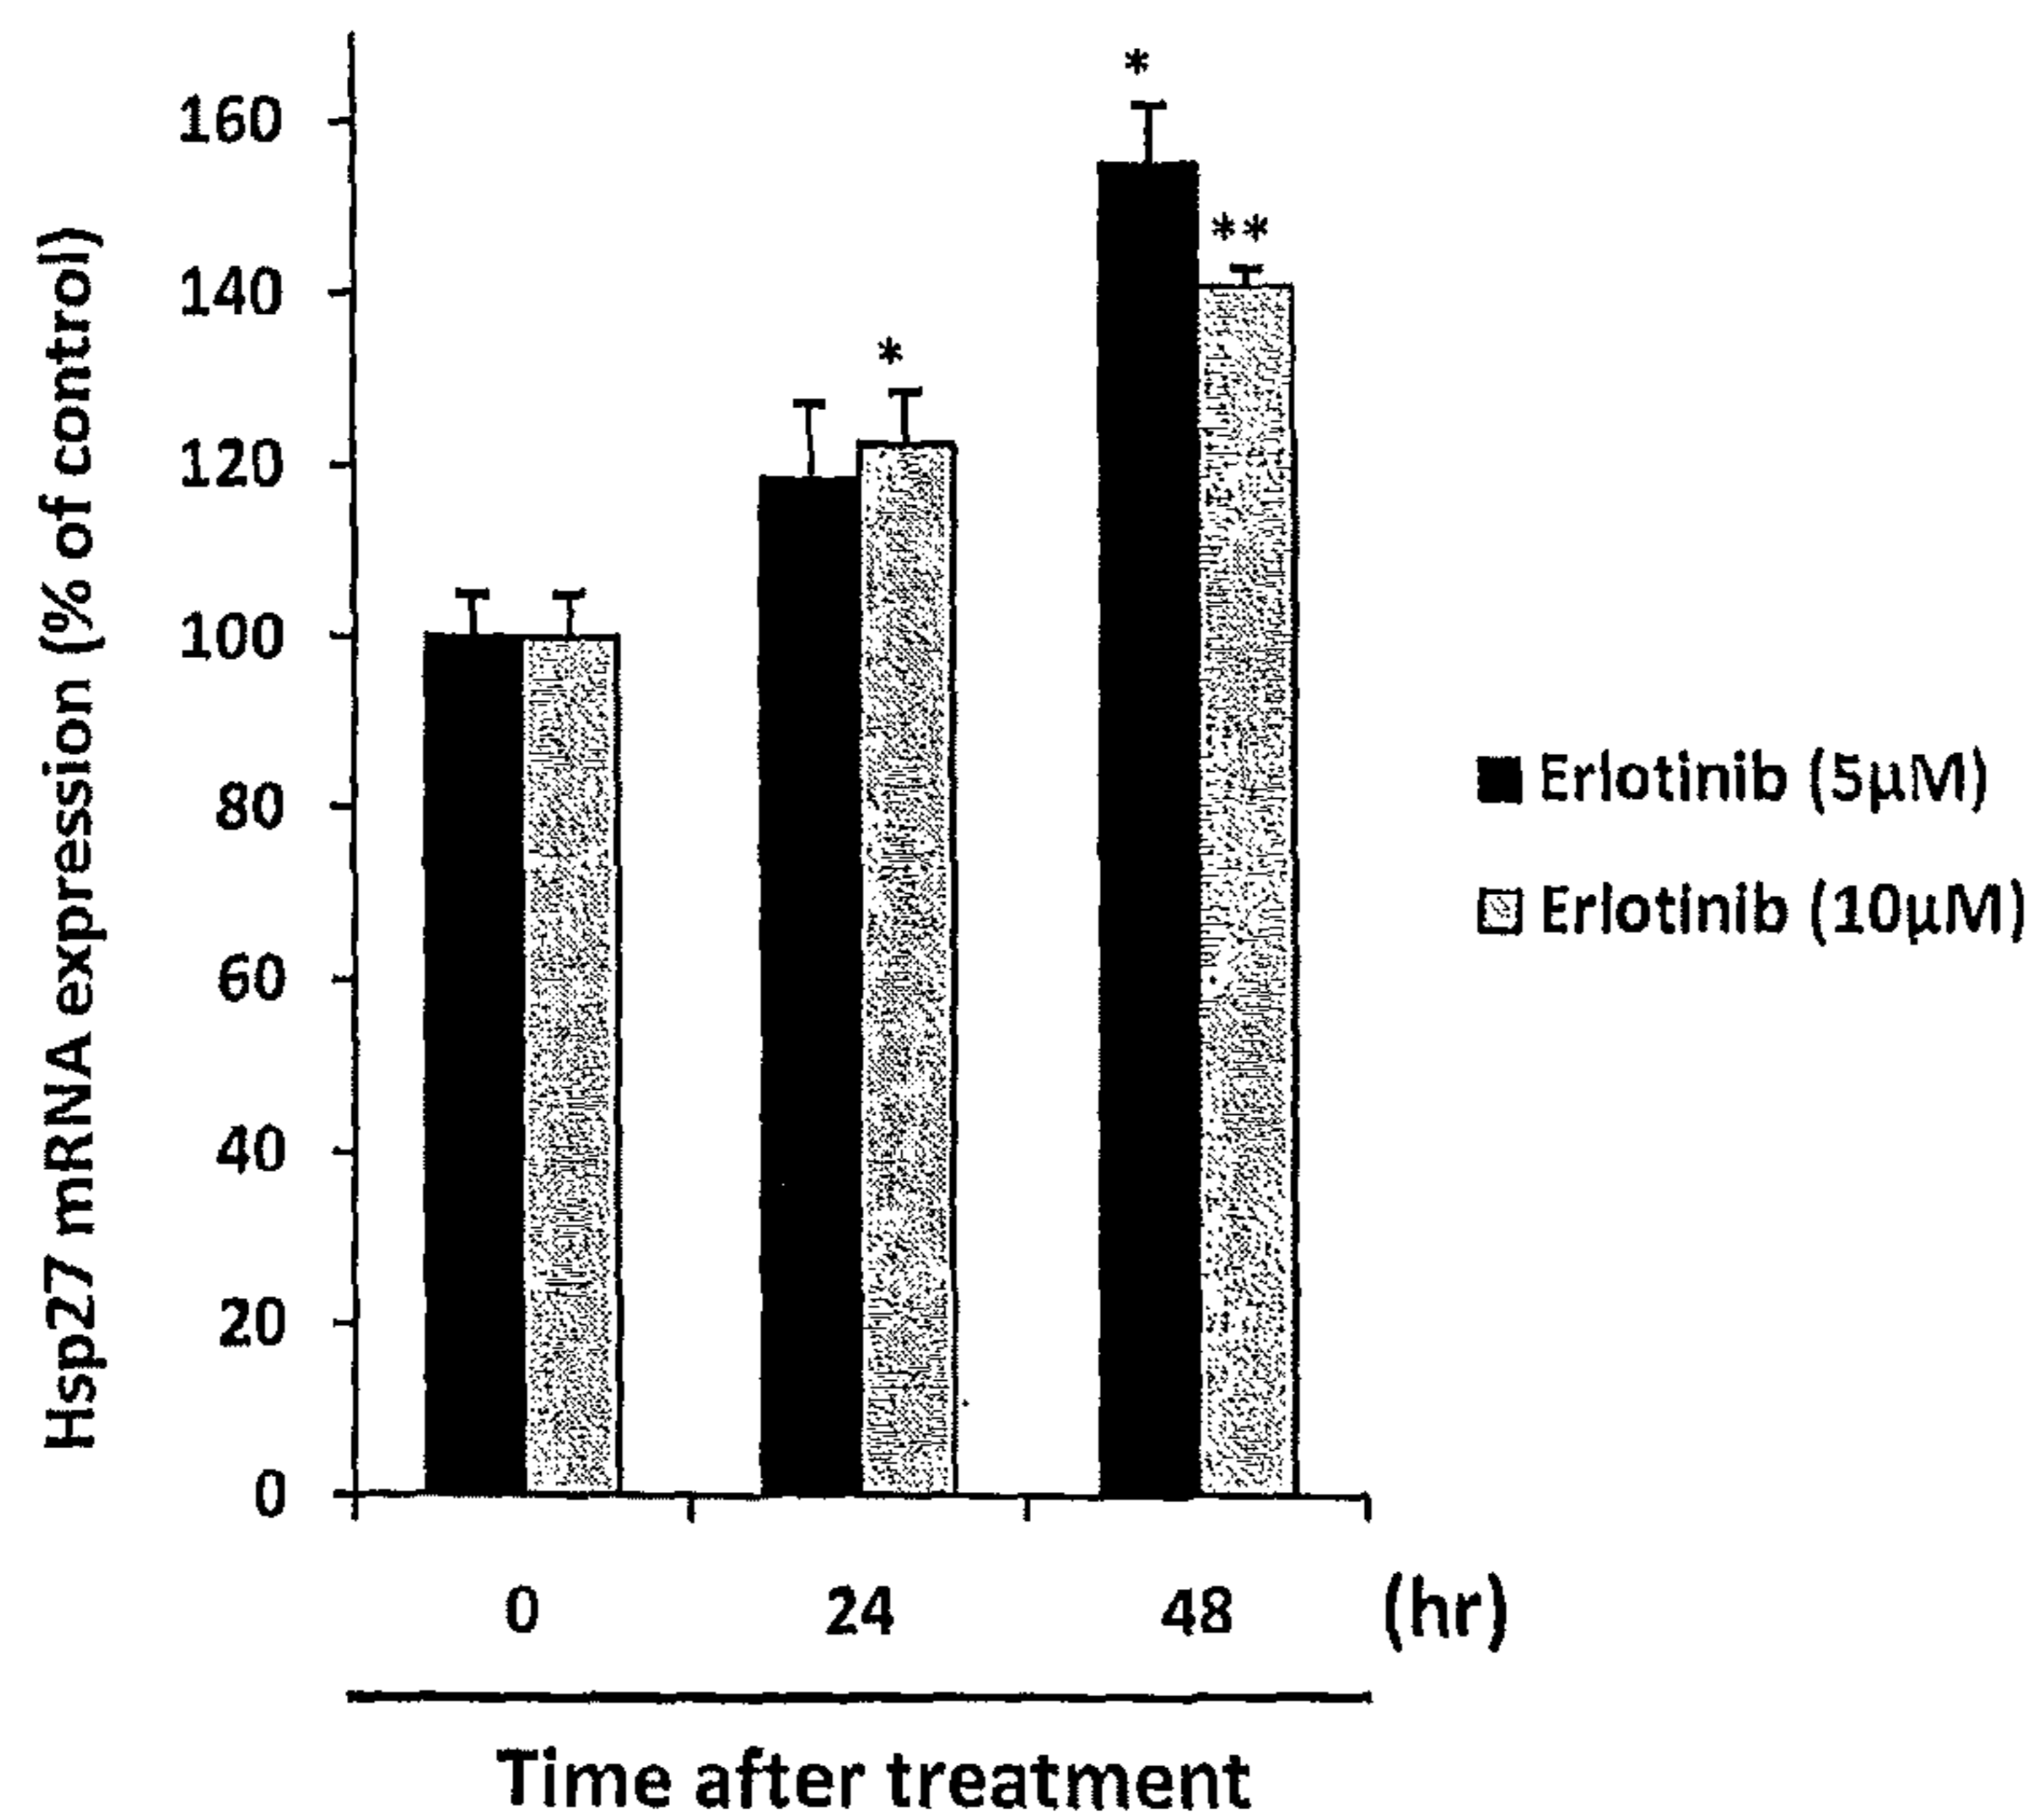 Hsp27 mRNA expression (% of control)
160
140
120
100
80
60
40
20
0
*
**
*
Erlotinib (5μM)
Erlotinib (10μM)
0 24 48 (hr)
Time after treatment